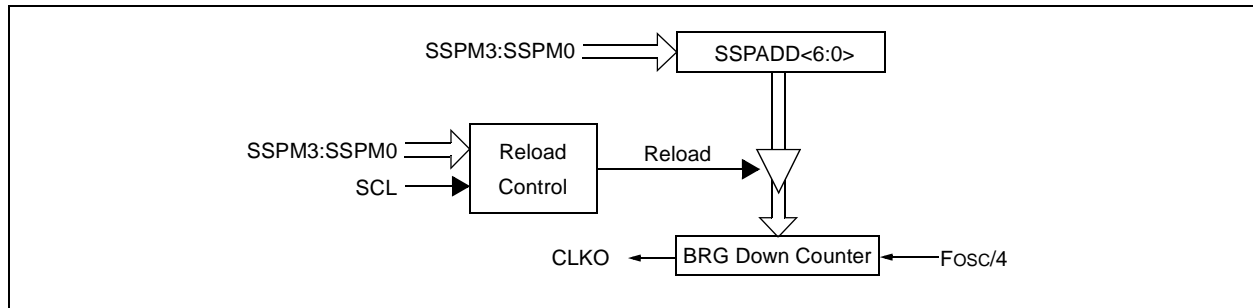 SSPM3:SSPM0
SSPADD<6:0>
SSPM3:SSPM0
SCL
Reload
Control
Reload
CLKO
BRG Down Counter
FOSC/4